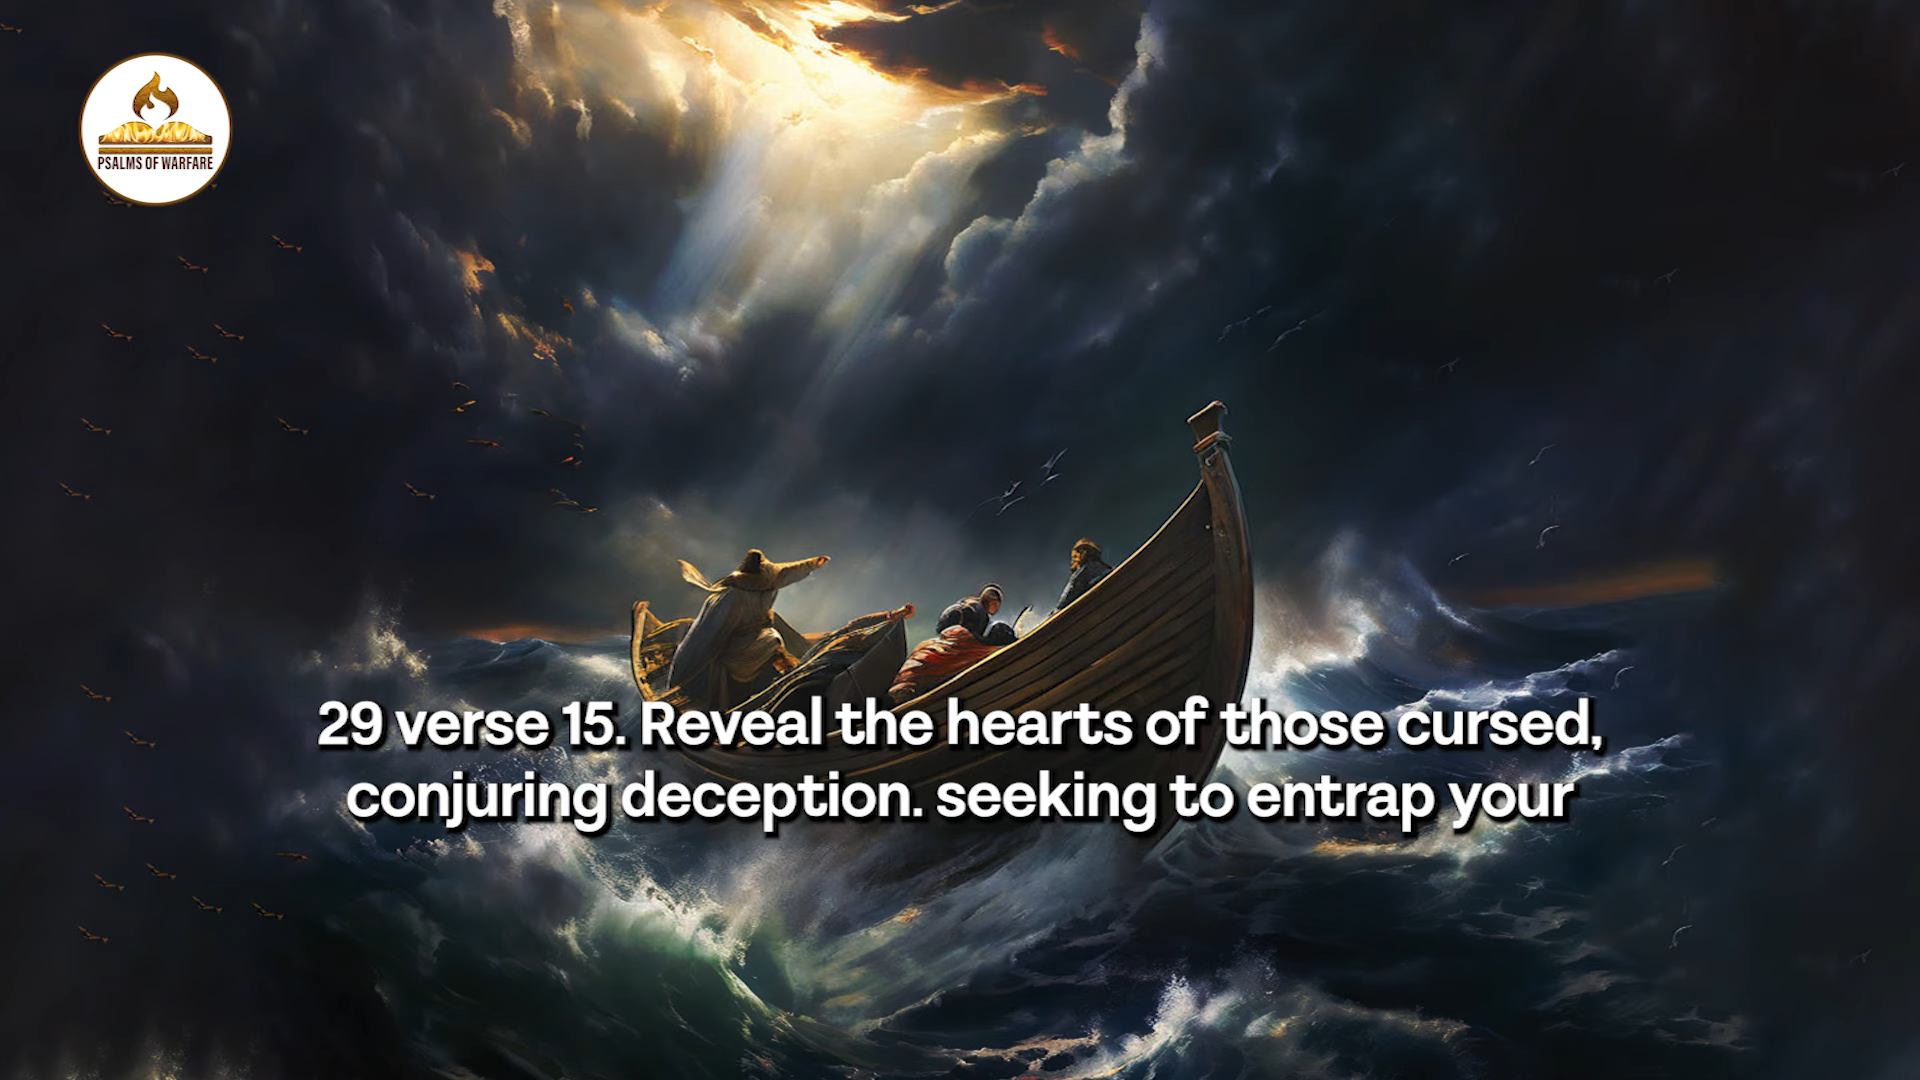 PSALMS OF WARFARE
29 verse 15. Reveal the hearts of those cursed,
conjuring deception. seeking to entrap your